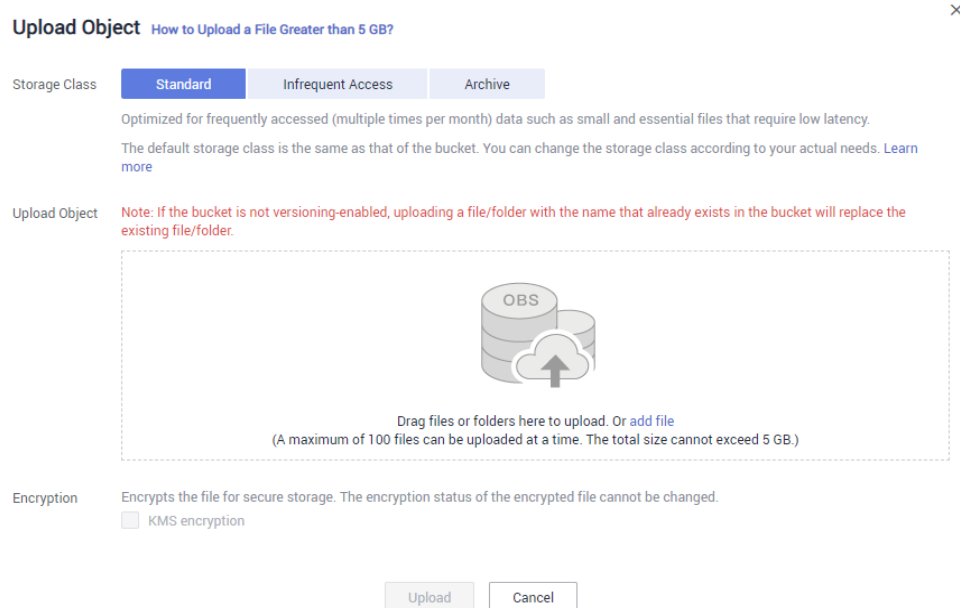 Upload Object How to Upload a File Greater than 5 GB?
Storage Class Standard Infrequent Access Archive
Optimized for frequently accessed (multiple times per month) data such as small and essential files that require low latency.
The default storage class is the same as that of the bucket. You can change the storage class according to your actual needs. Learn
more
Upload Object Note: If the bucket is not versioning-enabled, uploading a file/folder with the name that already exists in the bucket will replace the
existing file/folder.
OBS
Drag files or folders here to upload. Or add file
(A maximum of 100 files can be uploaded at a time. The total size cannot exceed 5 GB.)
Encryption Encrypts the file for secure storage. The encryption status of the encrypted file cannot be changed.
KMS encryption
Upload Cancel